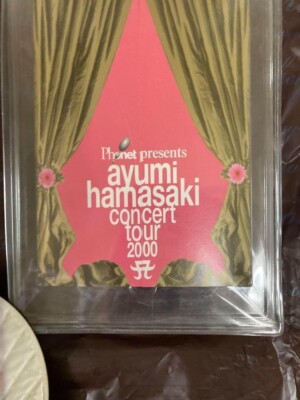 Phonet presents
ayumi
hamasaki
concert
tour
2000